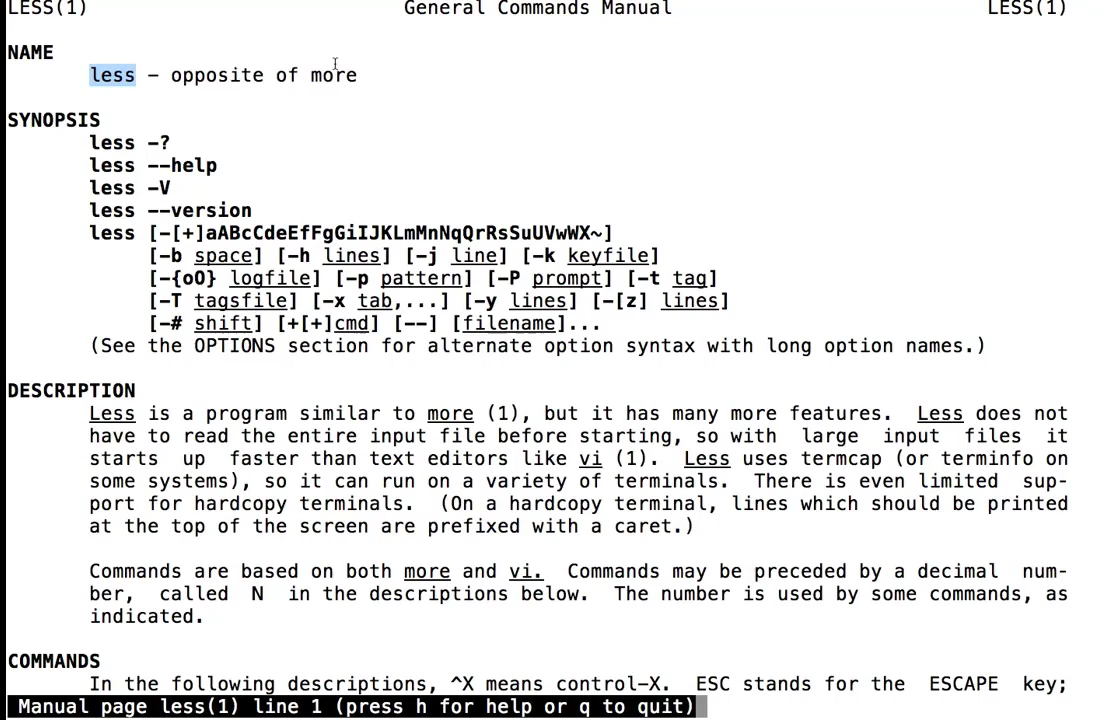 LESS(1) General Commands Manual LESS(1)
NAME
less - opposite of more
SYNOPSIS
less -?
less --help
less -V
less --version
less [-[+]aABcCdeEfFgGiIJKLmMnNqQrRsSuUVwWX~]
[-b space] [-h lines] [-j line] [-k keyfile]
[-{oO} logfile] [-p pattern] [-P prompt] [-t tag]
[-T tagsfile] [-x tab,...] [-y lines] [-[z] lines]
[-# shift] [+[+]cmd] [--] [filename]...
(See the OPTIONS section for alternate option syntax with long option names.)
DESCRIPTION
Less is a program similar to more (1), but it has many more features. Less does not
have to read the entire input file before starting, so with large input files it
starts up faster than text editors like vi (1). Less uses termcap (or terminfo on
some systems), so it can run on a variety of terminals. There is even limited sup-
port for hardcopy terminals. (On a hardcopy terminal, lines which should be printed
at the top of the screen are prefixed with a caret.)
Commands are based on both more and vi. Commands may be preceded by a decimal num-
ber, called N in the descriptions below. The number is used by some commands, as
indicated.
COMMANDS
In the following descriptions, ^X means control-X. ESC stands for the ESCAPE key;
Manual page less(1) line 1 (press h for help or q to quit)